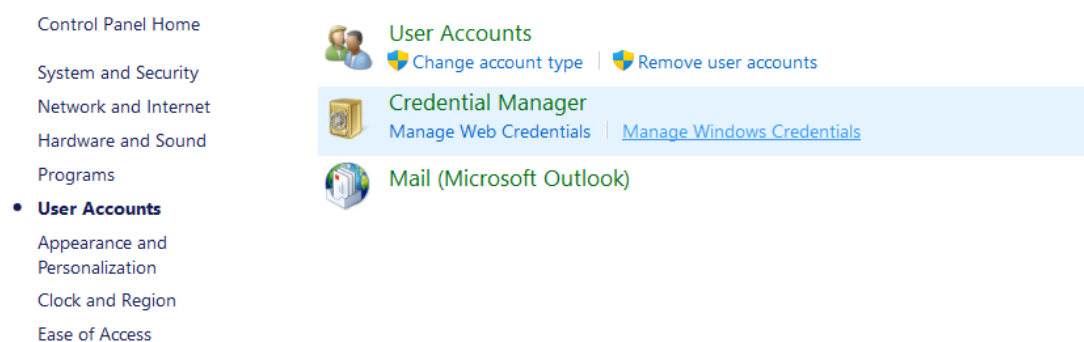 Control Panel Home
System and Security
Network and Internet
Hardware and Sound
Programs
User Accounts
Appearance and
Personalization
Clock and Region
Ease of Access
User Accounts
Change account type Remove user accounts
Credential Manager
Manage Web Credentials Manage Windows Credentials
Mail (Microsoft Outlook)